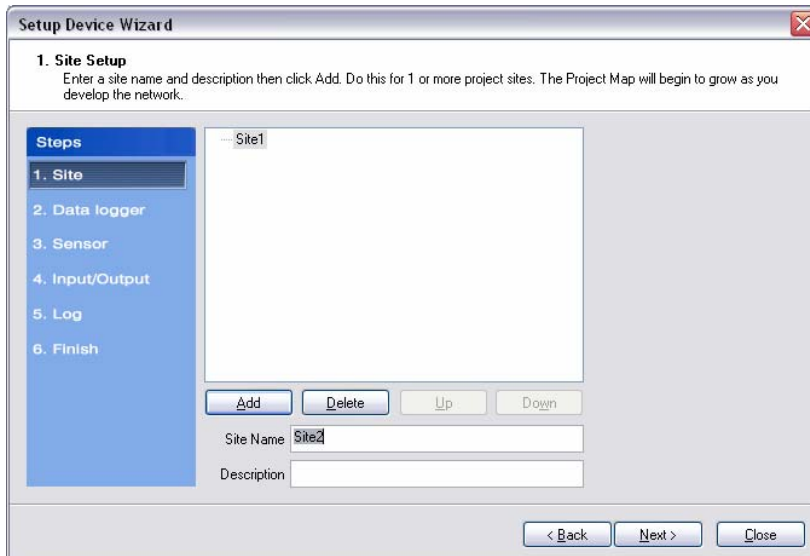 Setup Device Wizard
1. Site Setup
Enter a site name and description then click Add. Do this for 1 or more project sites. The Project Map will begin to grow as you
develop the network.
Steps
1. Site
2. Data logger
3. Sensor
4. Input/Output
5. Log
6. Finish
Site1
Add Delete Up Down
Site Name Site2
Description
< Back Next > Close